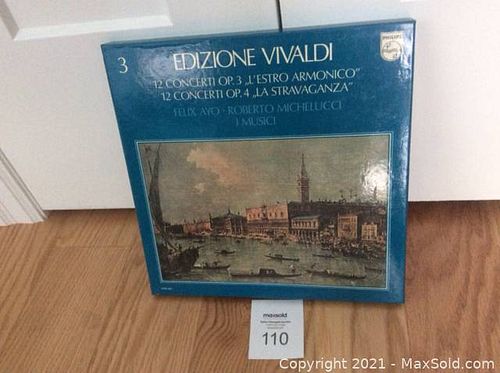 3
EDIZIONE VIVALDI
PHILIPS
12 CONCERTI OP. 3 „L'ESTRO ARMONICO”
12 CONCERTI OP. 4 „LA STRAVAGANZA”
FELIX AYO · ROBERTO MICHELUCCI
I MUSICI
maxsold
110
Copyright © 2021 - MaxSold.com